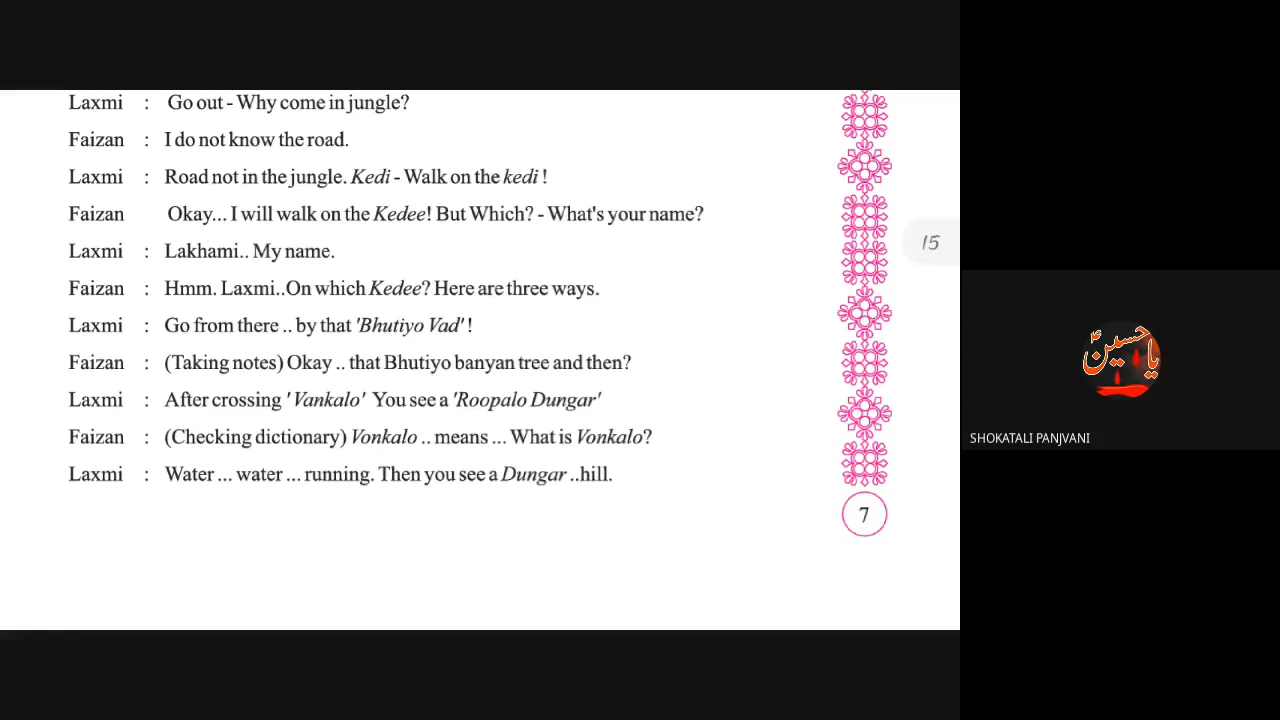 Laxmi : Go out - Why come in jungle?
Faizan : I do not know the road.
Laxmi : Road not in the jungle. Kedi - Walk on the kedi !
Faizan Okay... I will walk on the Kedee! But Which? - What's your name?
Laxmi : Lakhami.. My name.
Faizan : Hmm. Laxmi..On which Kedee? Here are three ways.
Laxmi : Go from there .. by that 'Bhutiyo Vad' !
Faizan : (Taking notes) Okay .. that Bhutiyo banyan tree and then?
Laxmi : After crossing ' Vankalo' You see a 'Roopalo Dungar'
Faizan : (Checking dictionary) Vonkalo .. means ... What is Vonkalo?
Laxmi : Water ... water ... running. Then you see a Dungar ..hill.
7
15
يا حسين ع
SHOKATALI PANJVANI